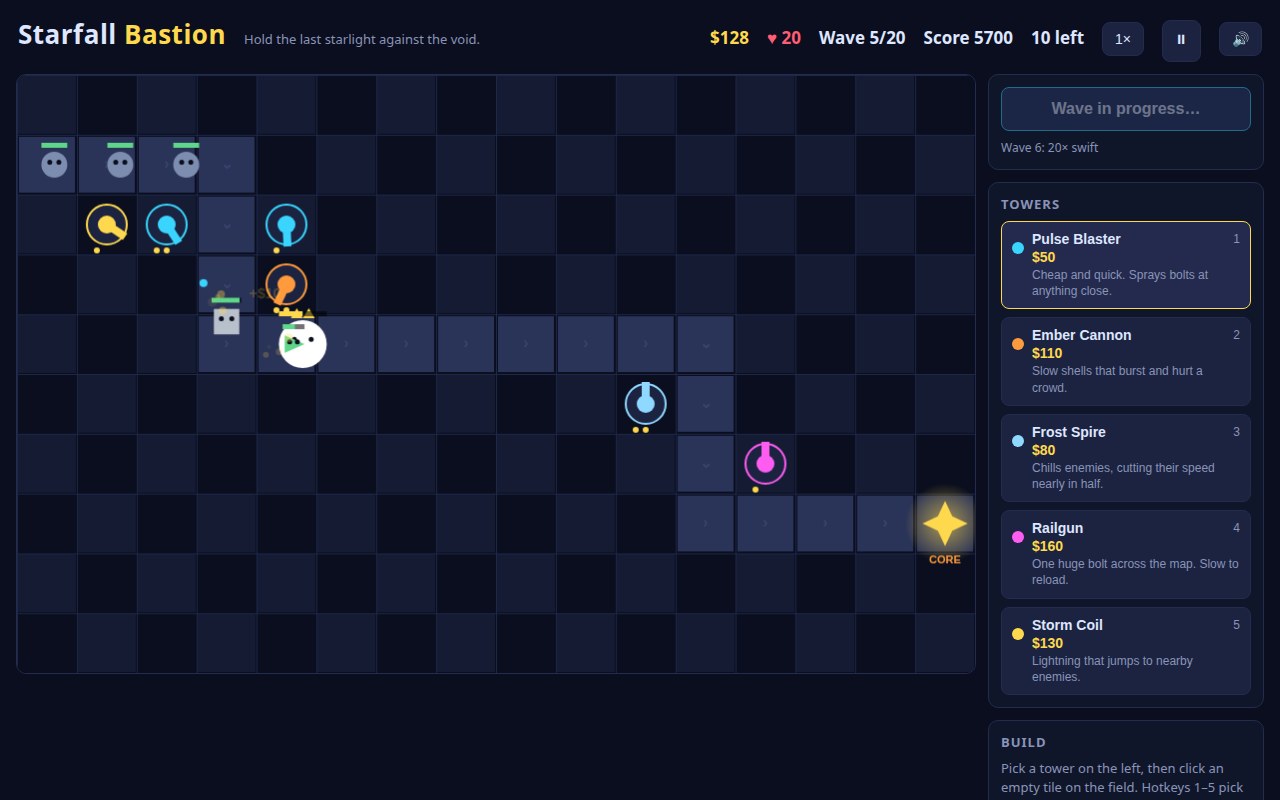 Starfall Bastion
Hold the last starlight against the void.
$128
♥ 20
Wave 5/20
Score 5700
10 left
1×
Wave in progress…
Wave 6: 20× swift
TOWERS
Pulse Blaster
1
$50
Cheap and quick. Sprays bolts at
anything close.
Ember Cannon
2
$110
Slow shells that burst and hurt a
crowd.
Frost Spire
3
$80
Chills enemies, cutting their speed
nearly in half.
Railgun
4
$160
One huge bolt across the map. Slow to
reload.
Storm Coil
5
$130
Lightning that jumps to nearby
enemies.
CORE
BUILD
Pick a tower on the left, then click an
empty tile on the field. Hotkeys 1–5 pick